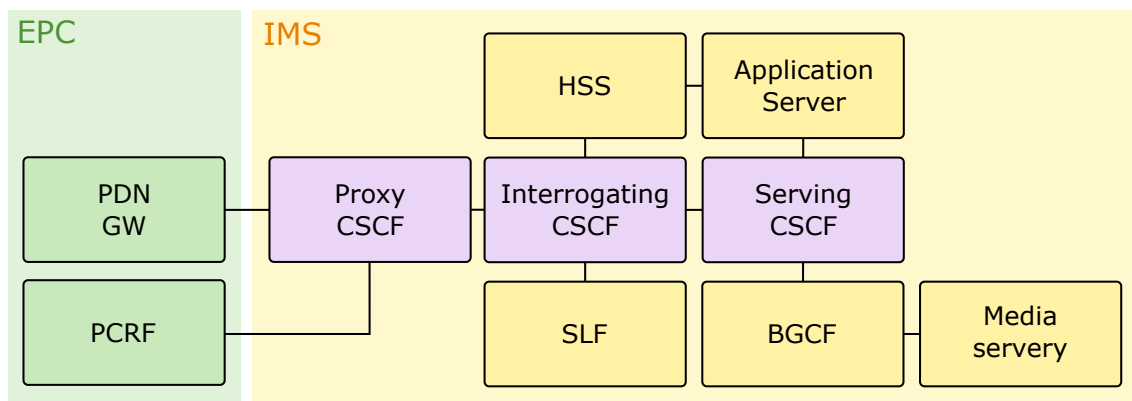 EPC
IMS
HSS
Application
Server
PDN
GW
Proxy
CSCF
Interrogating
CSCF
Serving
CSCF
PCRF
SLF
BGCF
Media
servery